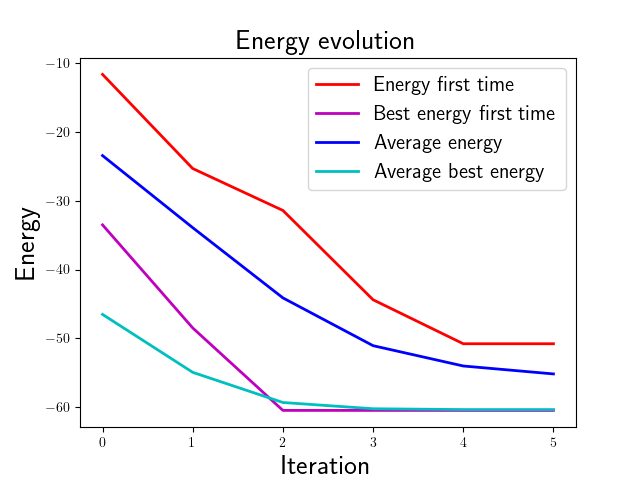 Energy evolution
Energy first time
Best energy first time
Average energy
Average best energy
Energy
−10
−20
−30
−40
−50
−60
0 1 2 3 4 5
Iteration